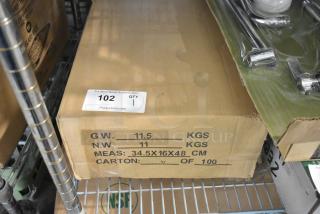 102
QTY
1
G.W. 11.5 KGS
N.W. 11 KGS
MEAS: 34.5X16X48 CM
CARTON: OF 100